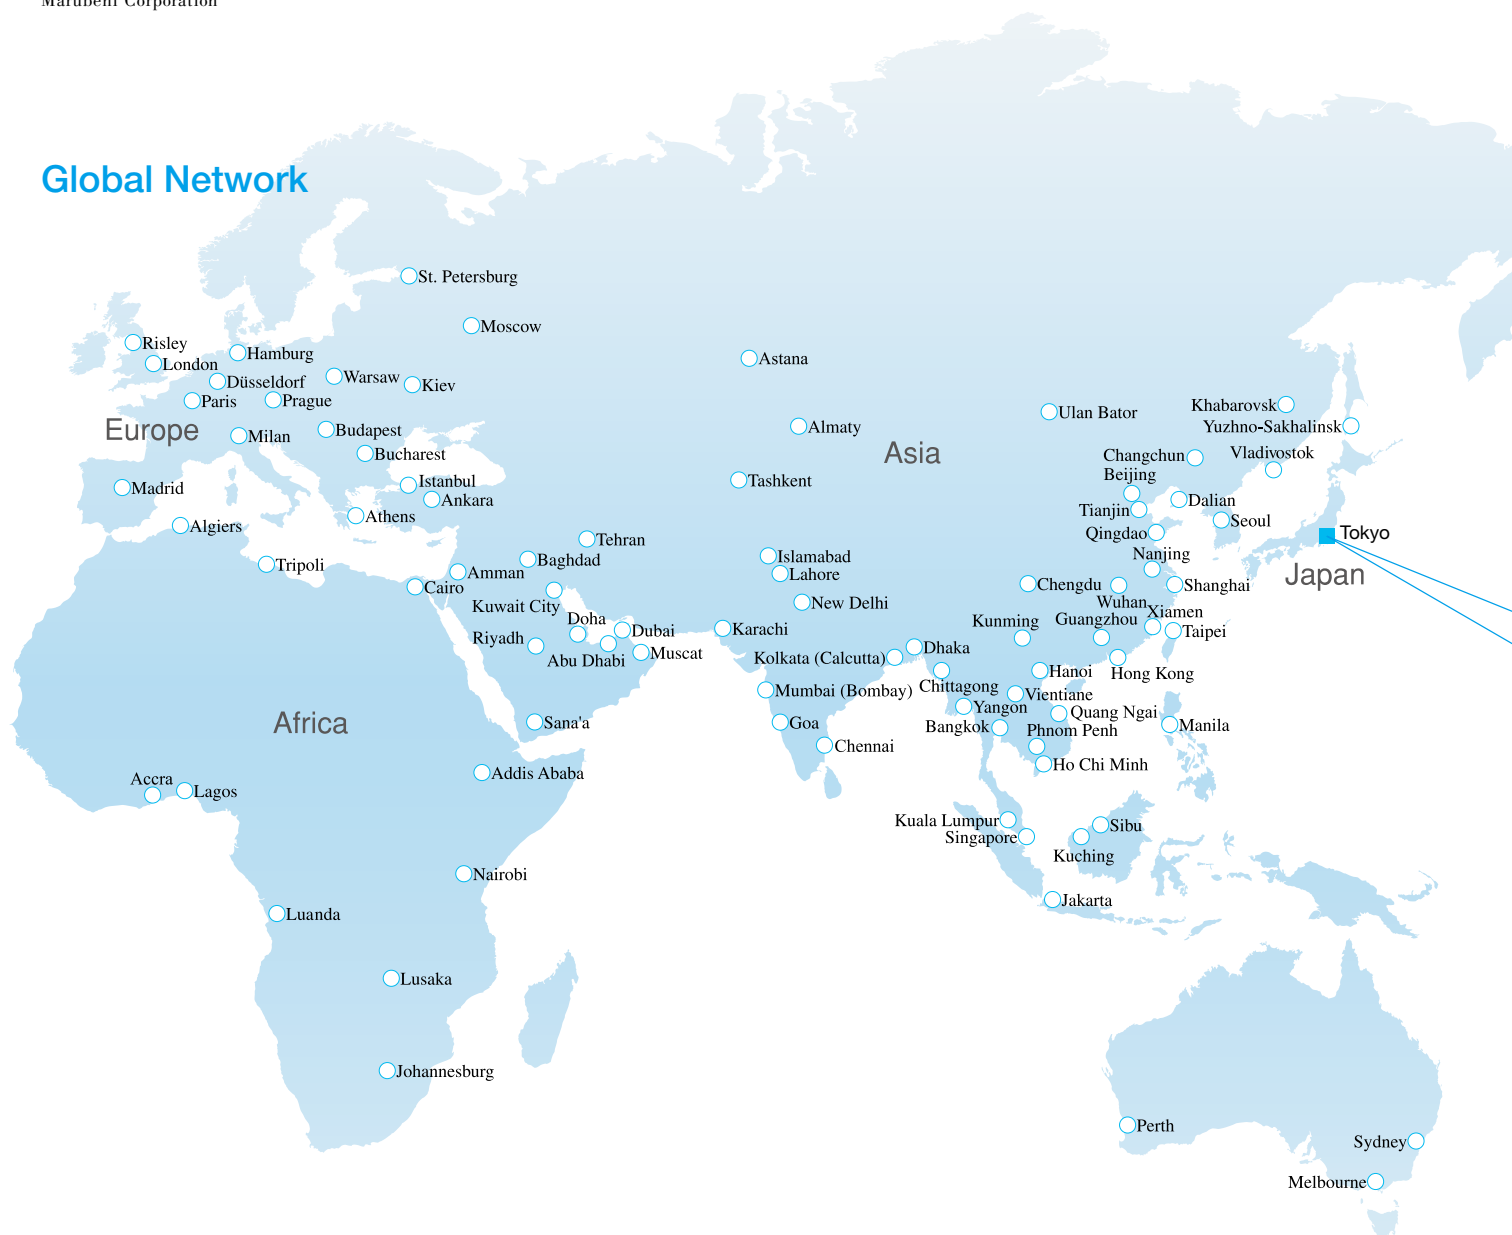 Marubeni Corporation
Global Network
St. Petersburg
Moscow
Risley
London
Hamburg
Düsseldorf
Warsaw
Kiev
Paris
Prague
Europe
Milan
Budapest
Bucharest
Madrid
Istanbul
Ankara
Athens
Algiers
Tripoli
Astana
Almaty
Asia
Tashkent
Ulan Bator
Khabarovsk
Yuzhno-Sakhalinsk
Vladivostok
Changchun
Beijing
Tianjin
Dalian
Seoul
Qingdao
Tokyo
Japan
Nanjing
Tehran
Baghdad
Amman
Cairo
Kuwait City
Doha
Dubai
Riyadh
Abu Dhabi
Muscat
Sana'a
Islamabad
Lahore
New Delhi
Karachi
Kolkata (Calcutta)
Dhaka
Chittagong
Mumbai (Bombay)
Goa
Chennai
Chengdu
Wuhan
Shanghai
Xiamen
Kunming
Guangzhou
Taipei
Hong Kong
Hanoi
Vientiane
Yangon
Quang Ngai
Bangkok
Phnom Penh
Manila
Ho Chi Minh
Kuala Lumpur
Singapore
Sibu
Kuching
Jakarta
Africa
Accra
Lagos
Addis Ababa
Nairobi
Luanda
Lusaka
Johannesburg
Perth
Sydney
Melbourne